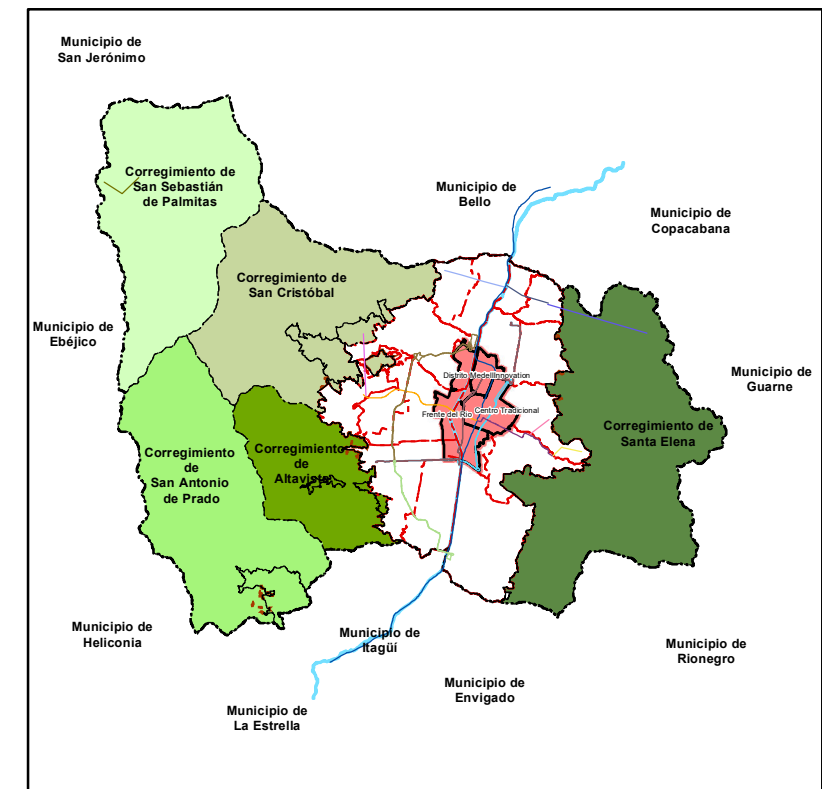 Municipio de
San Jerónimo
Corregimiento de
San Sebastián
de Palmitas
Municipio de
Bello
Municipio de
Copacabana
Corregimiento de
San Cristóbal
Municipio de
Ebéjico
Municipio de
Guarne
Distrito MedellInnovation
Frente del Río
Centro Tradicional
Corregimiento de
Santa Elena
Corregimiento
de
San Antonio
de Prado
Corregimiento
de
Altavista
Municipio de
Heliconia
Municipio de
Itagüí
Municipio de
Rionegro
Municipio de
Envigado
Municipio de
La Estrella